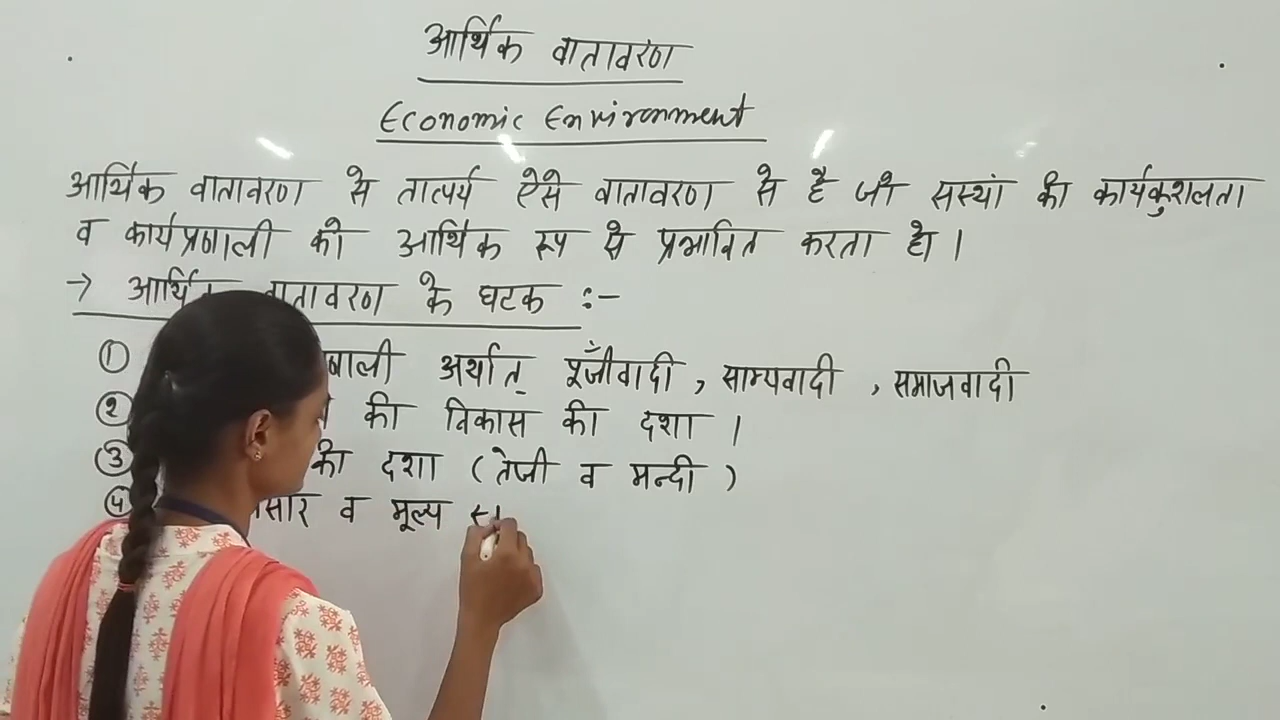 आर्थिक वातावरण
Economic Environment
आर्थिक वातावरण से तात्पर्य ऐसे वातावरण से है जो सस्थां की कार्यकुशलता
व कार्यप्रणाली को आर्थिक रूप से प्रभावित करता हो ।
→ आर्थिक वातावरण के घटक :-
① अर्थात् पूँजीवादी , साम्यवादी , समाजवादी
② की विकास की दशा ।
③ की दशा ( तेजी व मन्दी )
④ व मूल्य